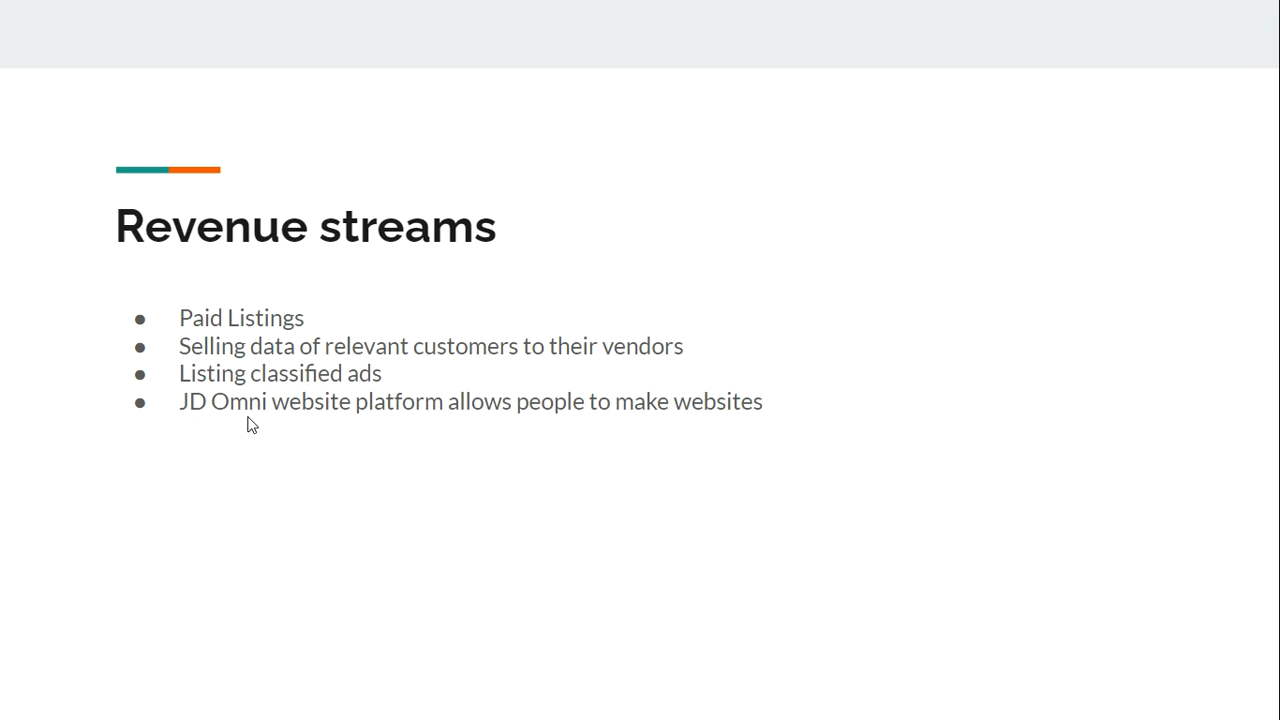 Revenue streams
● Paid Listings
● Selling data of relevant customers to their vendors
● Listing classified ads
● JD Omni website platform allows people to make websites